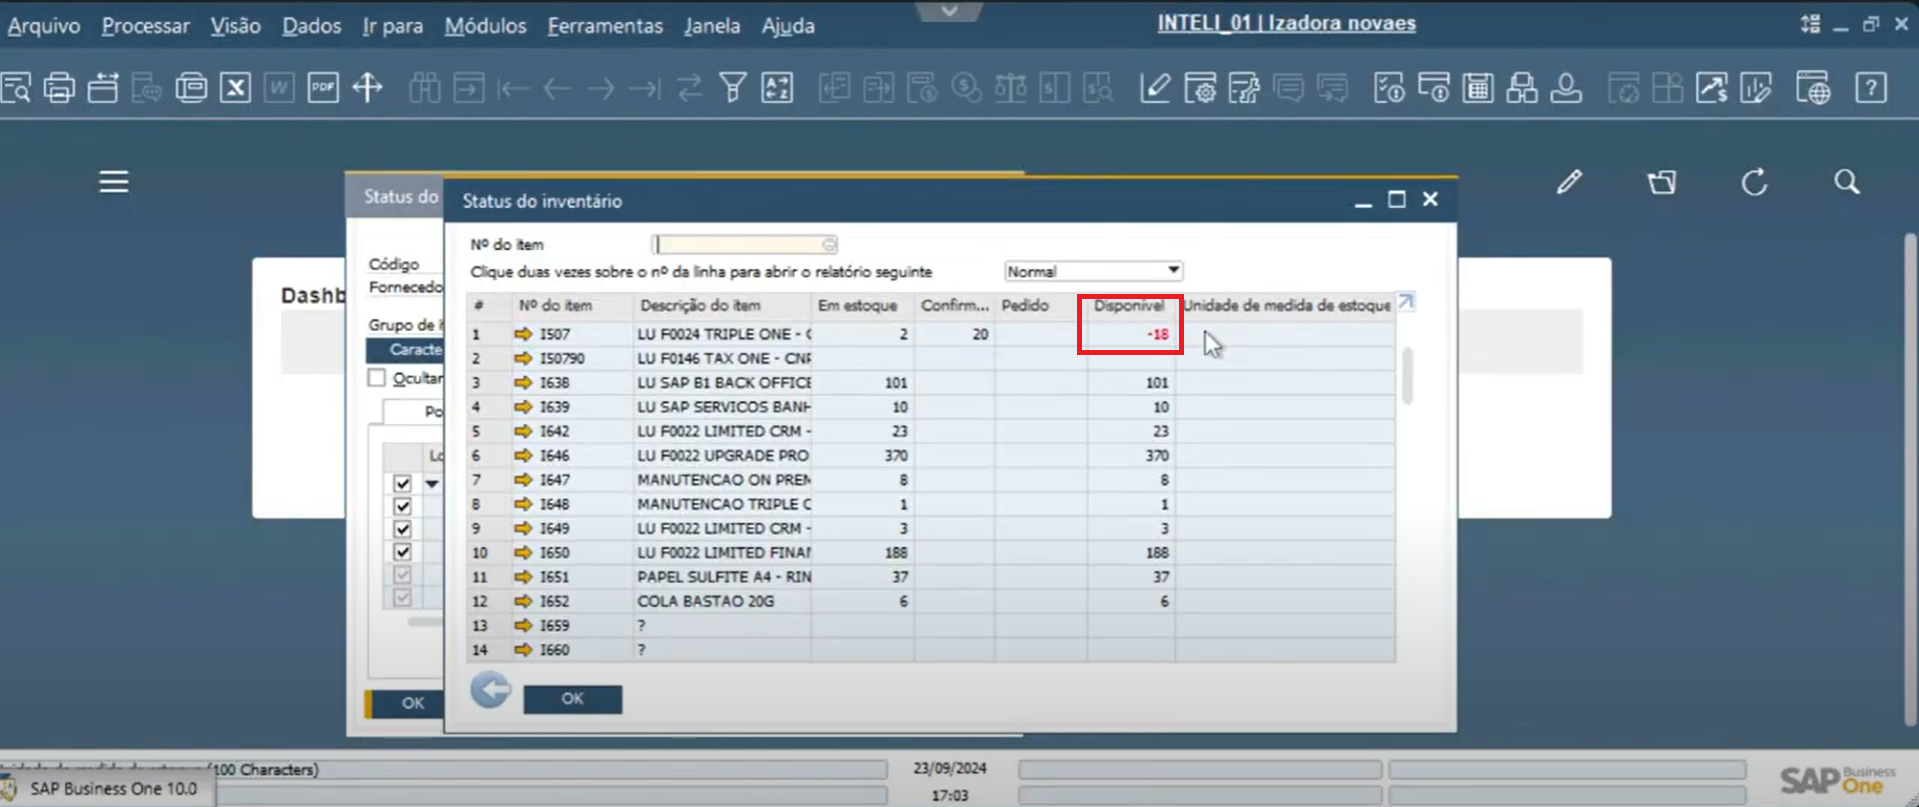 Arquivo Processar Visão Dados Ir para Módulos Ferramentas Janela Ajuda INTELI_01 | Izadora novaes
Status do
Status do inventário
Dashb
Código
Fornecedo
Grupo de i
Caracte
Ocultar
Po
Lo
OK
Nº do item
Clique duas vezes sobre o nº da linha para abrir o relatório seguinte Normal
# Nº do item Descrição do item Em estoque Confirm... Pedido Disponível Unidade de medida de estoque
1 I507 LU F0024 TRIPLE ONE - C 2 20 -18
2 I50790 LU F0146 TAX ONE - CNP
3 I638 LU SAP B1 BACK OFFICE 101 101
4 I639 LU SAP SERVICOS BANH 10 10
5 I642 LU F0022 LIMITED CRM - 23 23
6 I646 LU F0022 UPGRADE PRO 370 370
7 I647 MANUTENCAO ON PREM 8 8
8 I648 MANUTENCAO TRIPLE C 1 1
9 I649 LU F0022 LIMITED CRM - 3 3
10 I650 LU F0022 LIMITED FINAN 188 188
11 I651 PAPEL SULFITE A4 - RIN 37 37
12 I652 COLA BASTAO 20G 6 6
13 I659 ?
14 I660 ?
OK
(100 Characters) 23/09/2024
SAP Business One 10.0 17:03
SAP Business One